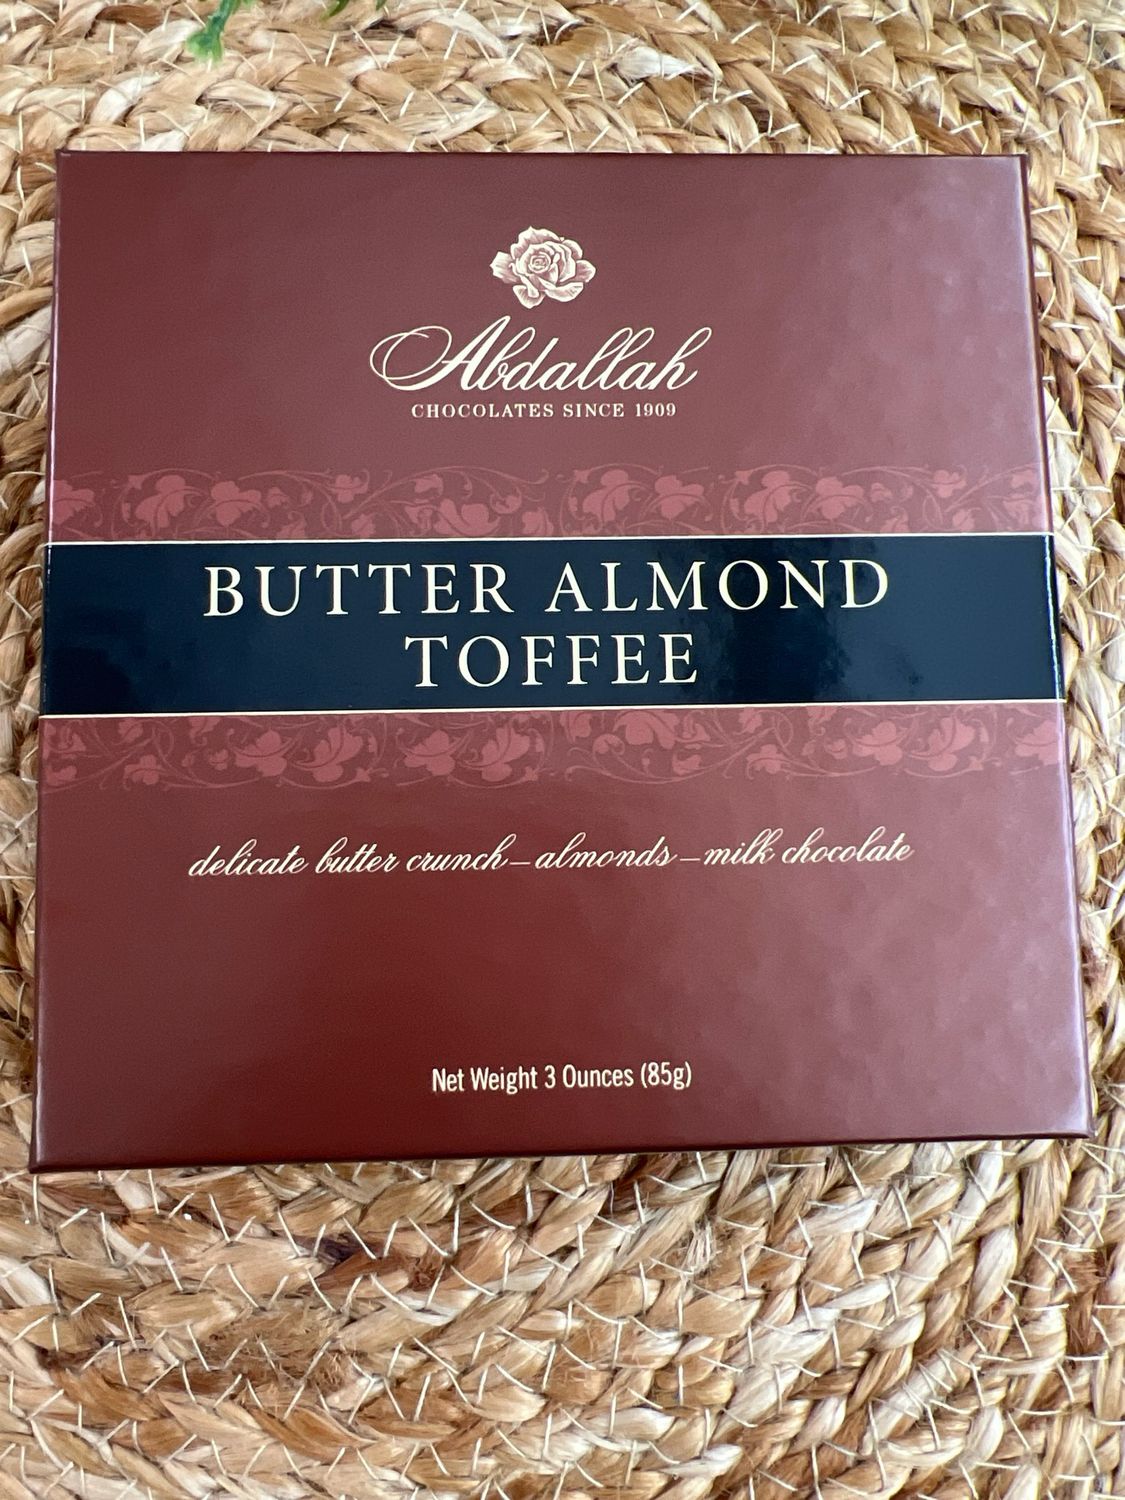 Abdallah
CHOCOLATES SINCE 1909
BUTTER ALMOND
TOFFEE
delicate butter crunch–almonds–milk chocolate
Net Weight 3 Ounces (85g)